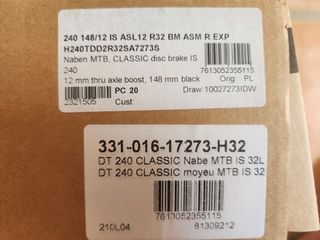 240 148/12 IS ASL12 R32 BM ASM R EXP
H240TDD2R32SA7273S
Naben MTB, CLASSIC disc brake IS
240
7613052355115
12 mm thru axle boost, 148 mm black
Orig: PL
PC 20
Draw: 10027273IDW
2321505
Cust:
331-016-17273-H32
DT 240 CLASSIC Nabe MTB IS 32L
DT 240 CLASSIC moyeu MTB IS 32
7613052355115
210L04
81309212